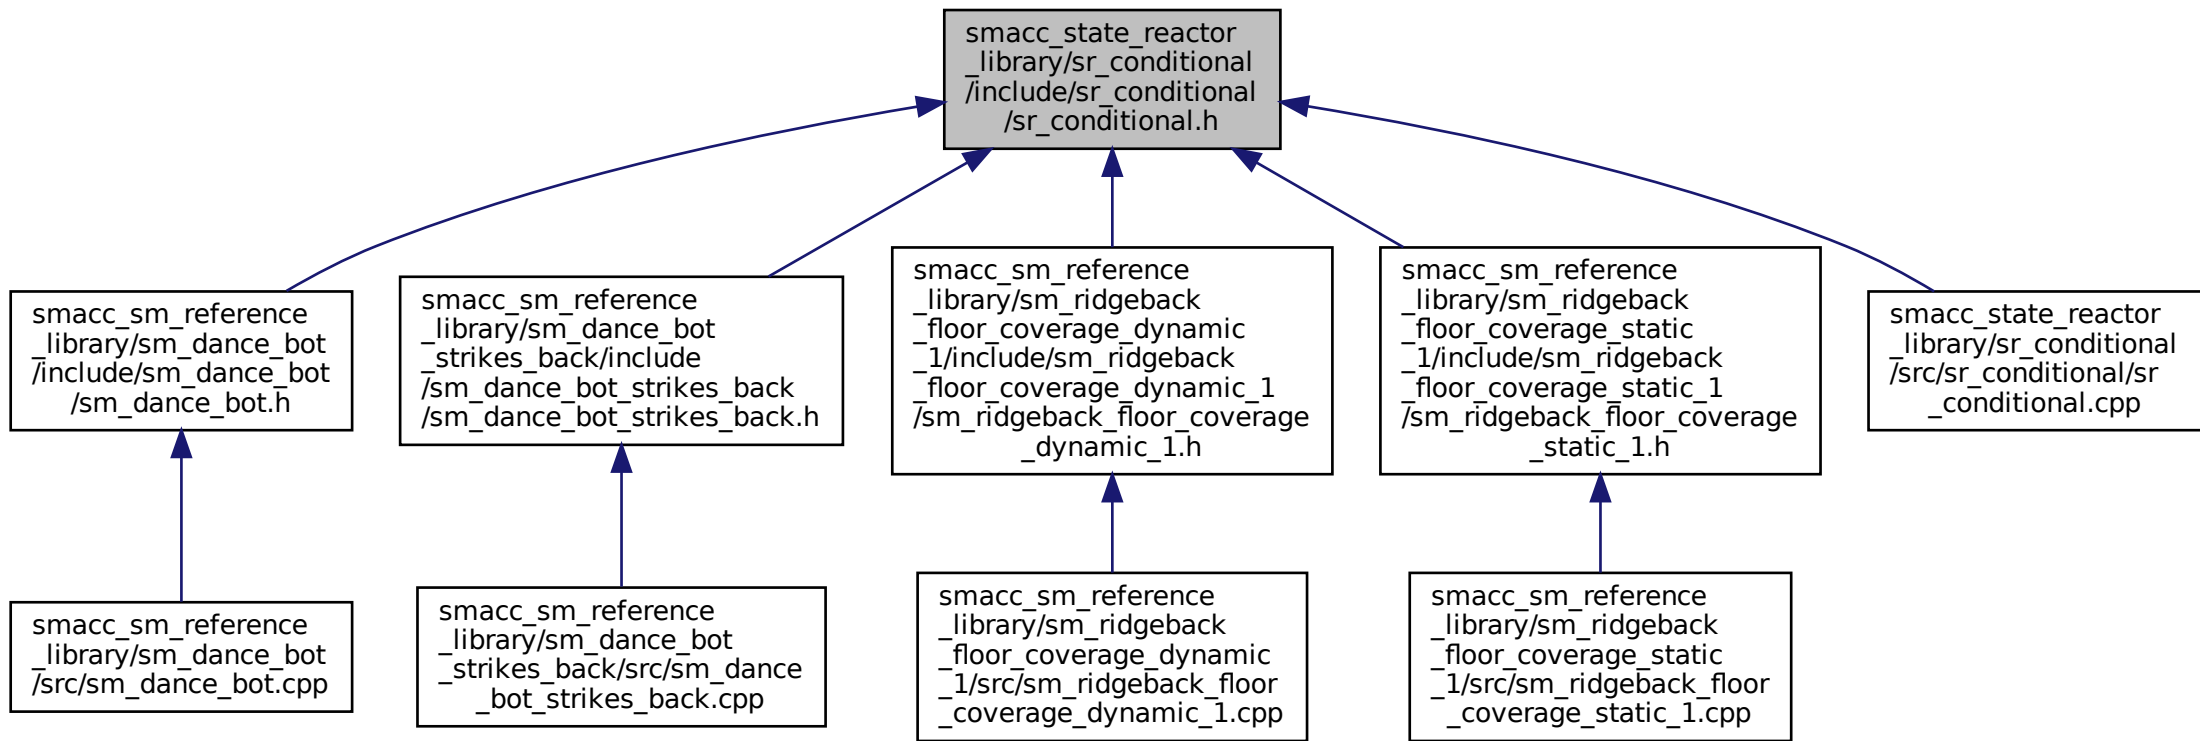 smacc_state_reactor
_library/sr_conditional
/include/sr_conditional
/sr_conditional.h
smacc_sm_reference
_library/sm_dance_bot
/include/sm_dance_bot
/sm_dance_bot.h
smacc_sm_reference
_library/sm_dance_bot
_strikes_back/include
/sm_dance_bot_strikes_back
/sm_dance_bot_strikes_back.h
smacc_sm_reference
_library/sm_ridgeback
_floor_coverage_dynamic
_1/include/sm_ridgeback
_floor_coverage_dynamic_1
/sm_ridgeback_floor_coverage
_dynamic_1.h
smacc_sm_reference
_library/sm_ridgeback
_floor_coverage_static
_1/include/sm_ridgeback
_floor_coverage_static_1
/sm_ridgeback_floor_coverage
_static_1.h
smacc_state_reactor
_library/sr_conditional
/src/sr_conditional/sr
_conditional.cpp
smacc_sm_reference
_library/sm_dance_bot
/src/sm_dance_bot.cpp
smacc_sm_reference
_library/sm_dance_bot
_strikes_back/src/sm_dance
_bot_strikes_back.cpp
smacc_sm_reference
_library/sm_ridgeback
_floor_coverage_dynamic
_1/src/sm_ridgeback_floor
_coverage_dynamic_1.cpp
smacc_sm_reference
_library/sm_ridgeback
_floor_coverage_static
_1/src/sm_ridgeback_floor
_coverage_static_1.cpp